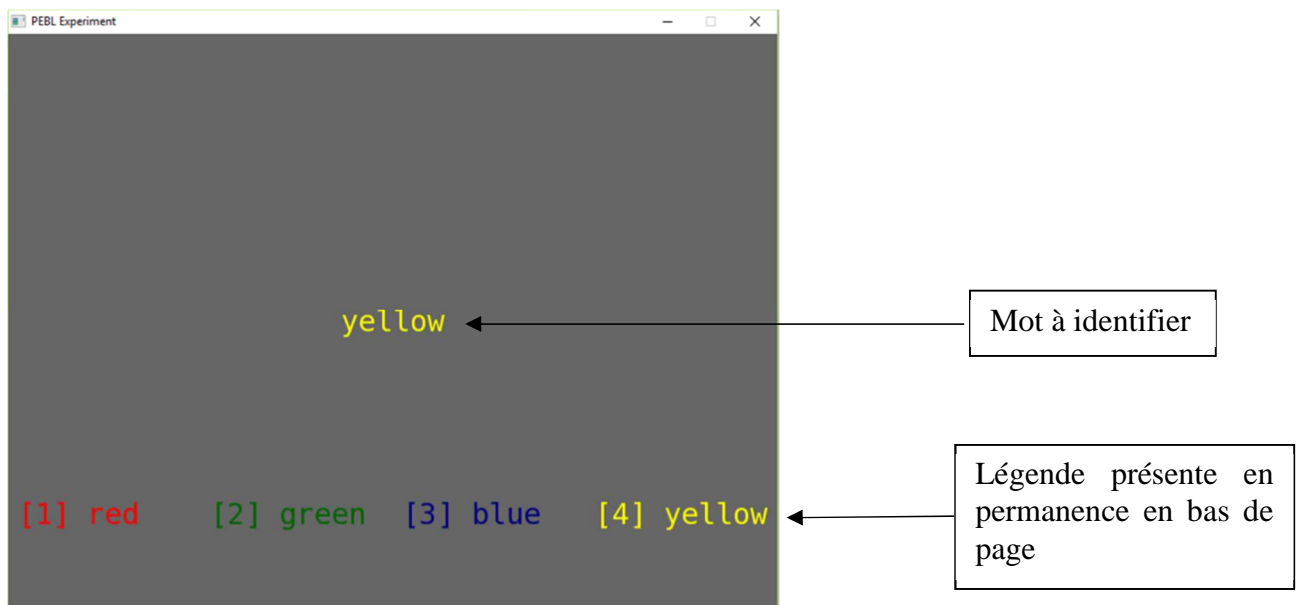 PEBL Experiment
yellow
Mot à identifier
Légende présente en
permanence en bas de
page
[1] red [2] green [3] blue [4] yellow